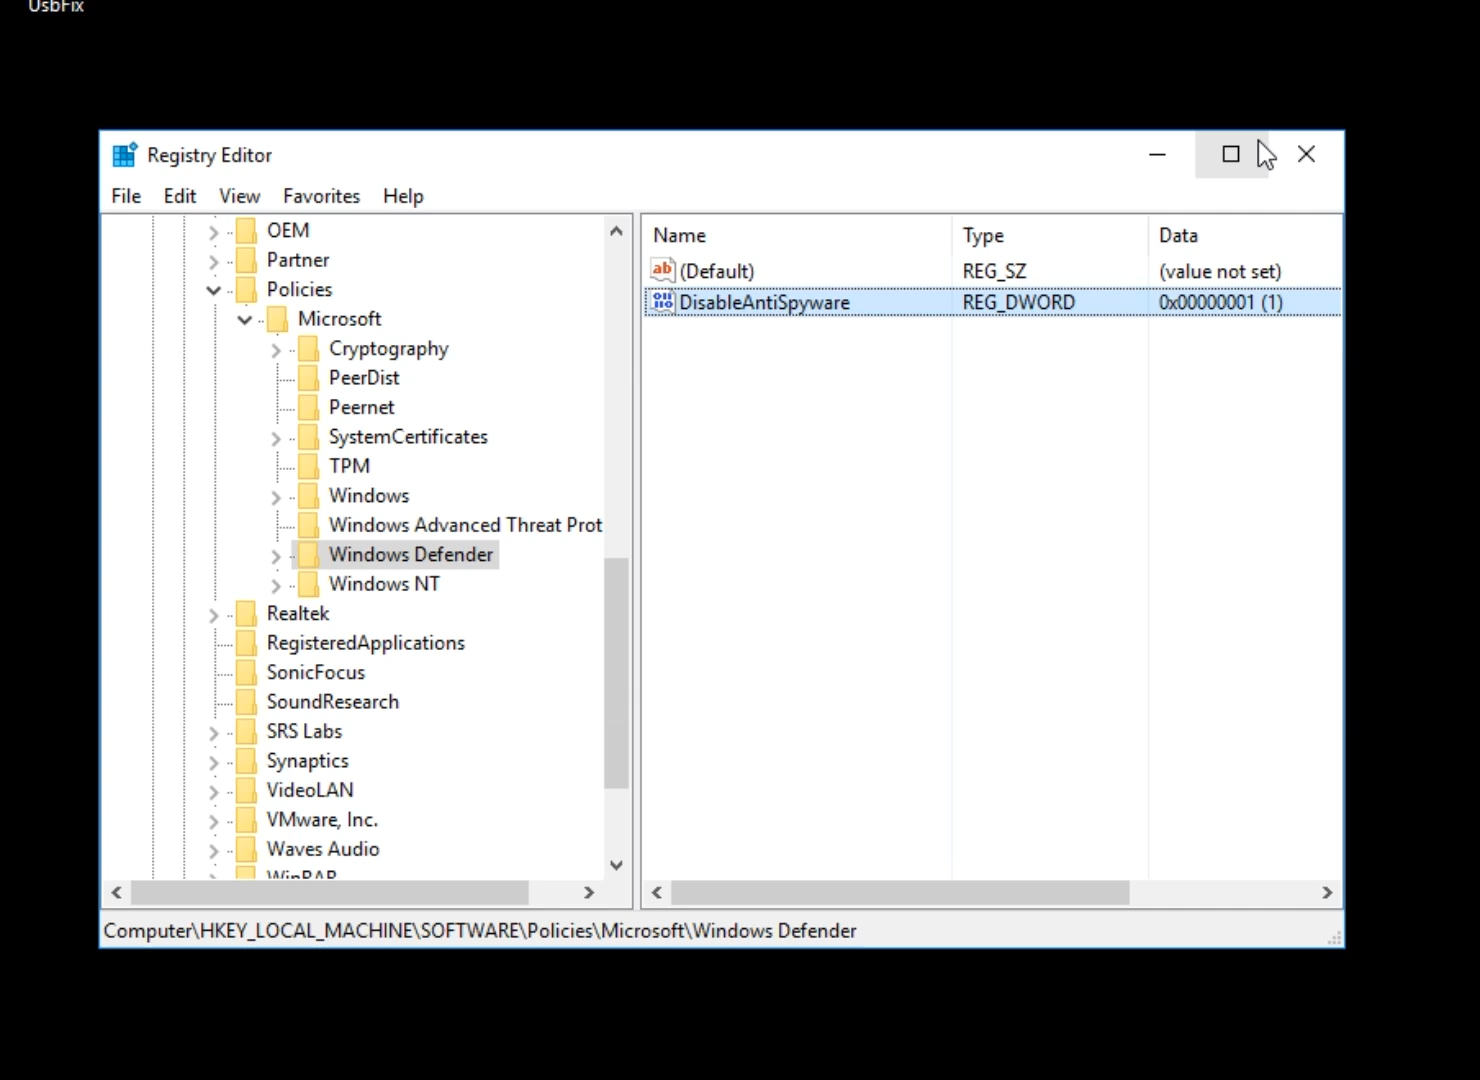 UsbFix
Registry Editor
File Edit View Favorites Help
OEM
Partner
Policies
Microsoft
Cryptography
PeerDist
Peernet
SystemCertificates
TPM
Windows
Windows Advanced Threat Prot
Windows Defender
Windows NT
Realtek
RegisteredApplications
SonicFocus
SoundResearch
SRS Labs
Synaptics
VideoLAN
VMware, Inc.
Waves Audio
WinRAR
Name Type Data
(Default) REG_SZ (value not set)
DisableAntiSpyware REG_DWORD 0x00000001 (1)
Computer\HKEY_LOCAL_MACHINE\SOFTWARE\Policies\Microsoft\Windows Defender